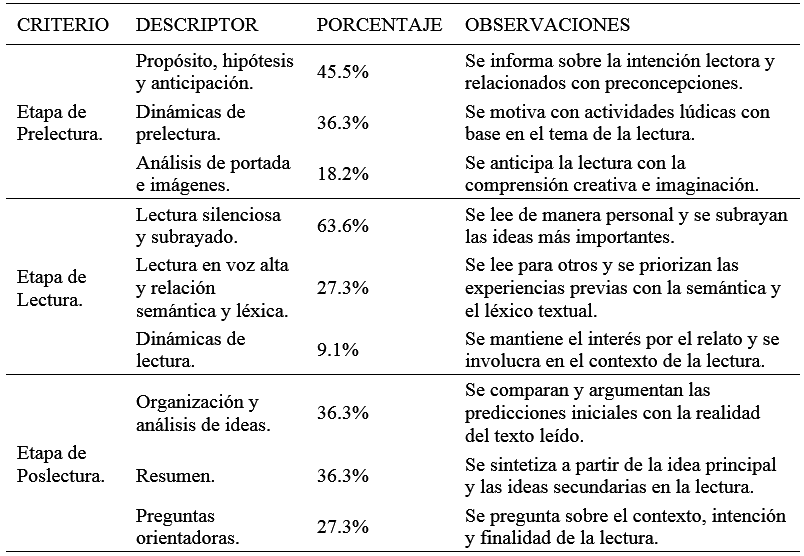 CRITERIO DESCRIPTOR PORCENTAJE OBSERVACIONES
Etapa de
Prelectura.
Propósito, hipótesis
y anticipación.
45.5%
Se informa sobre la intención lectora y
relacionados con preconcepciones.
Dinámicas de
prelectura.
36.3%
Se motiva con actividades lúdicas con
base en el tema de la lectura.
Análisis de portada
e imágenes.
18.2%
Se anticipa la lectura con la
comprensión creativa e imaginación.
Etapa de
Lectura.
Lectura silenciosa
y subrayado.
63.6%
Se lee de manera personal y se subrayan
las ideas más importantes.
Lectura en voz alta
y relación
semántica y léxica.
27.3%
Se lee para otros y se priorizan las
experiencias previas con la semántica y
el léxico textual.
Dinámicas de
lectura.
9.1%
Se mantiene el interés por el relato y se
involucra en el contexto de la lectura.
Etapa de
Poslectura.
Organización y
análisis de ideas.
36.3%
Se comparan y argumentan las
predicciones iniciales con la realidad
del texto leído.
Resumen.
36.3%
Se sintetiza a partir de la idea principal
y las ideas secundarias en la lectura.
Preguntas
orientadoras.
27.3%
Se pregunta sobre el contexto, intención
y finalidad de la lectura.